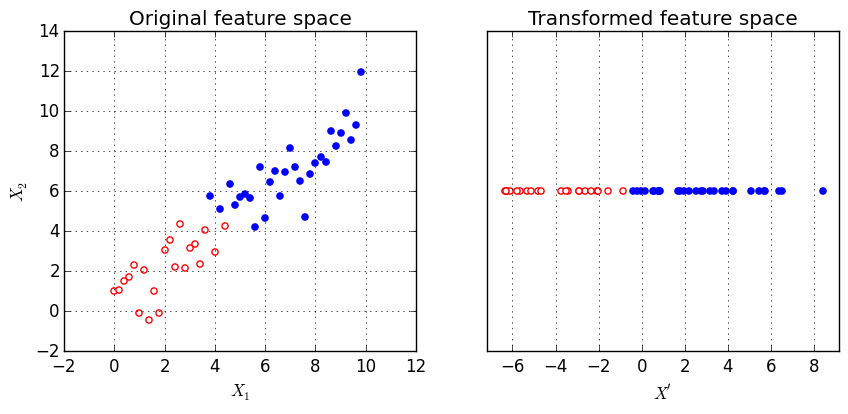 Original feature space
14
12
10
8
6
4
2
0
−2
−2 0 2 4 6 8 10 12
X₂
X₁
Transformed feature space
−6 −4 −2 0 2 4 6 8
X′